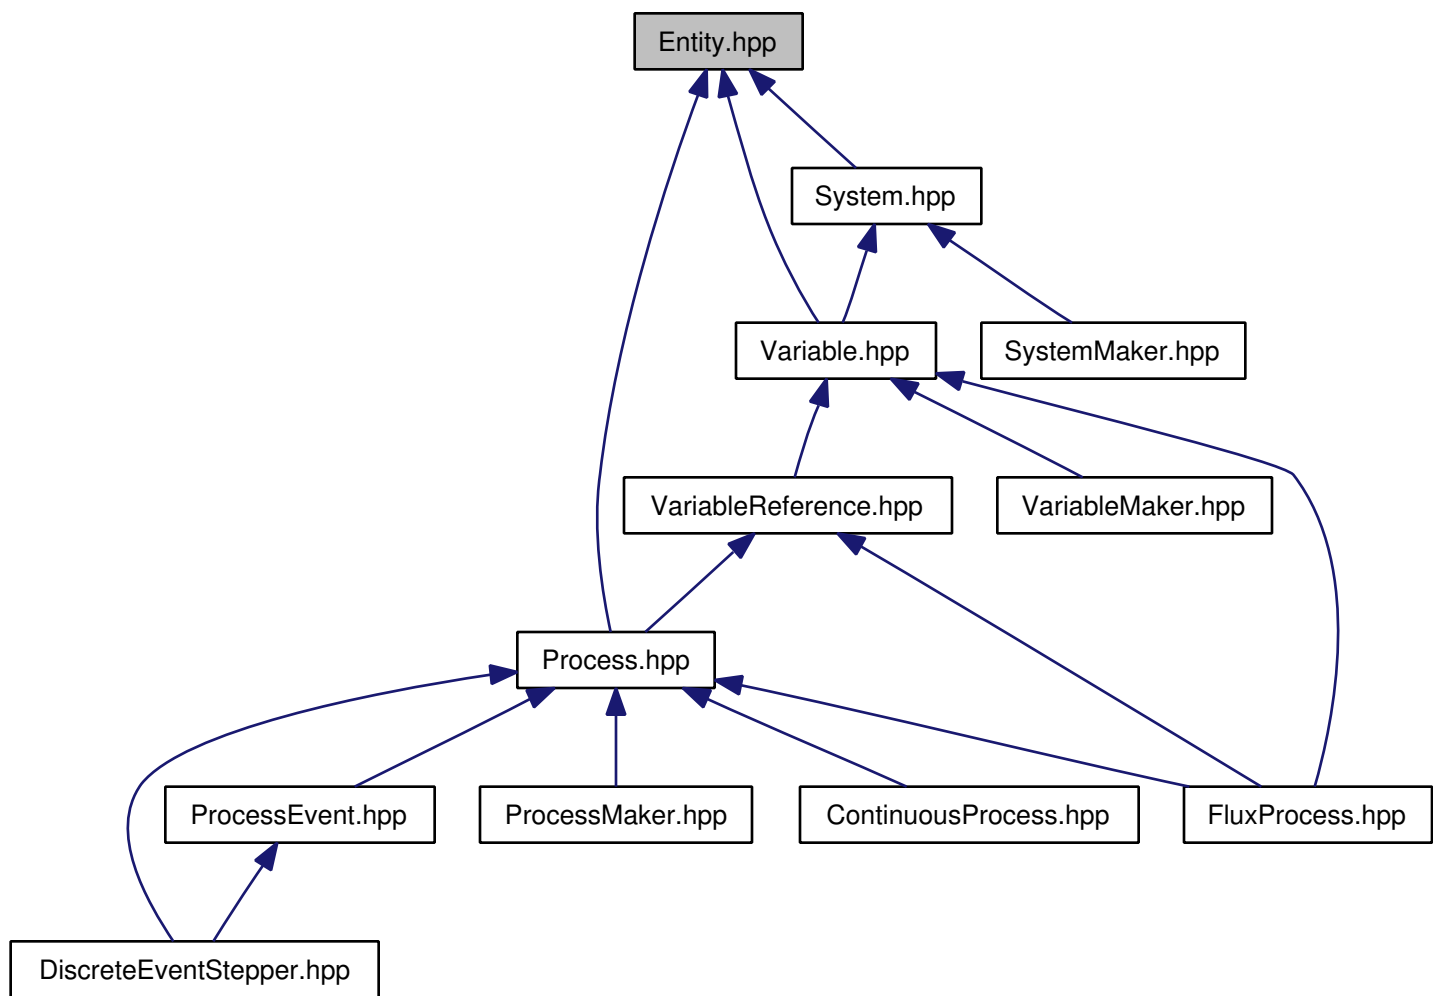 Entity.hpp
System.hpp
Variable.hpp
SystemMaker.hpp
VariableReference.hpp
VariableMaker.hpp
Process.hpp
ProcessEvent.hpp
ProcessMaker.hpp
ContinuousProcess.hpp
FluxProcess.hpp
DiscreteEventStepper.hpp